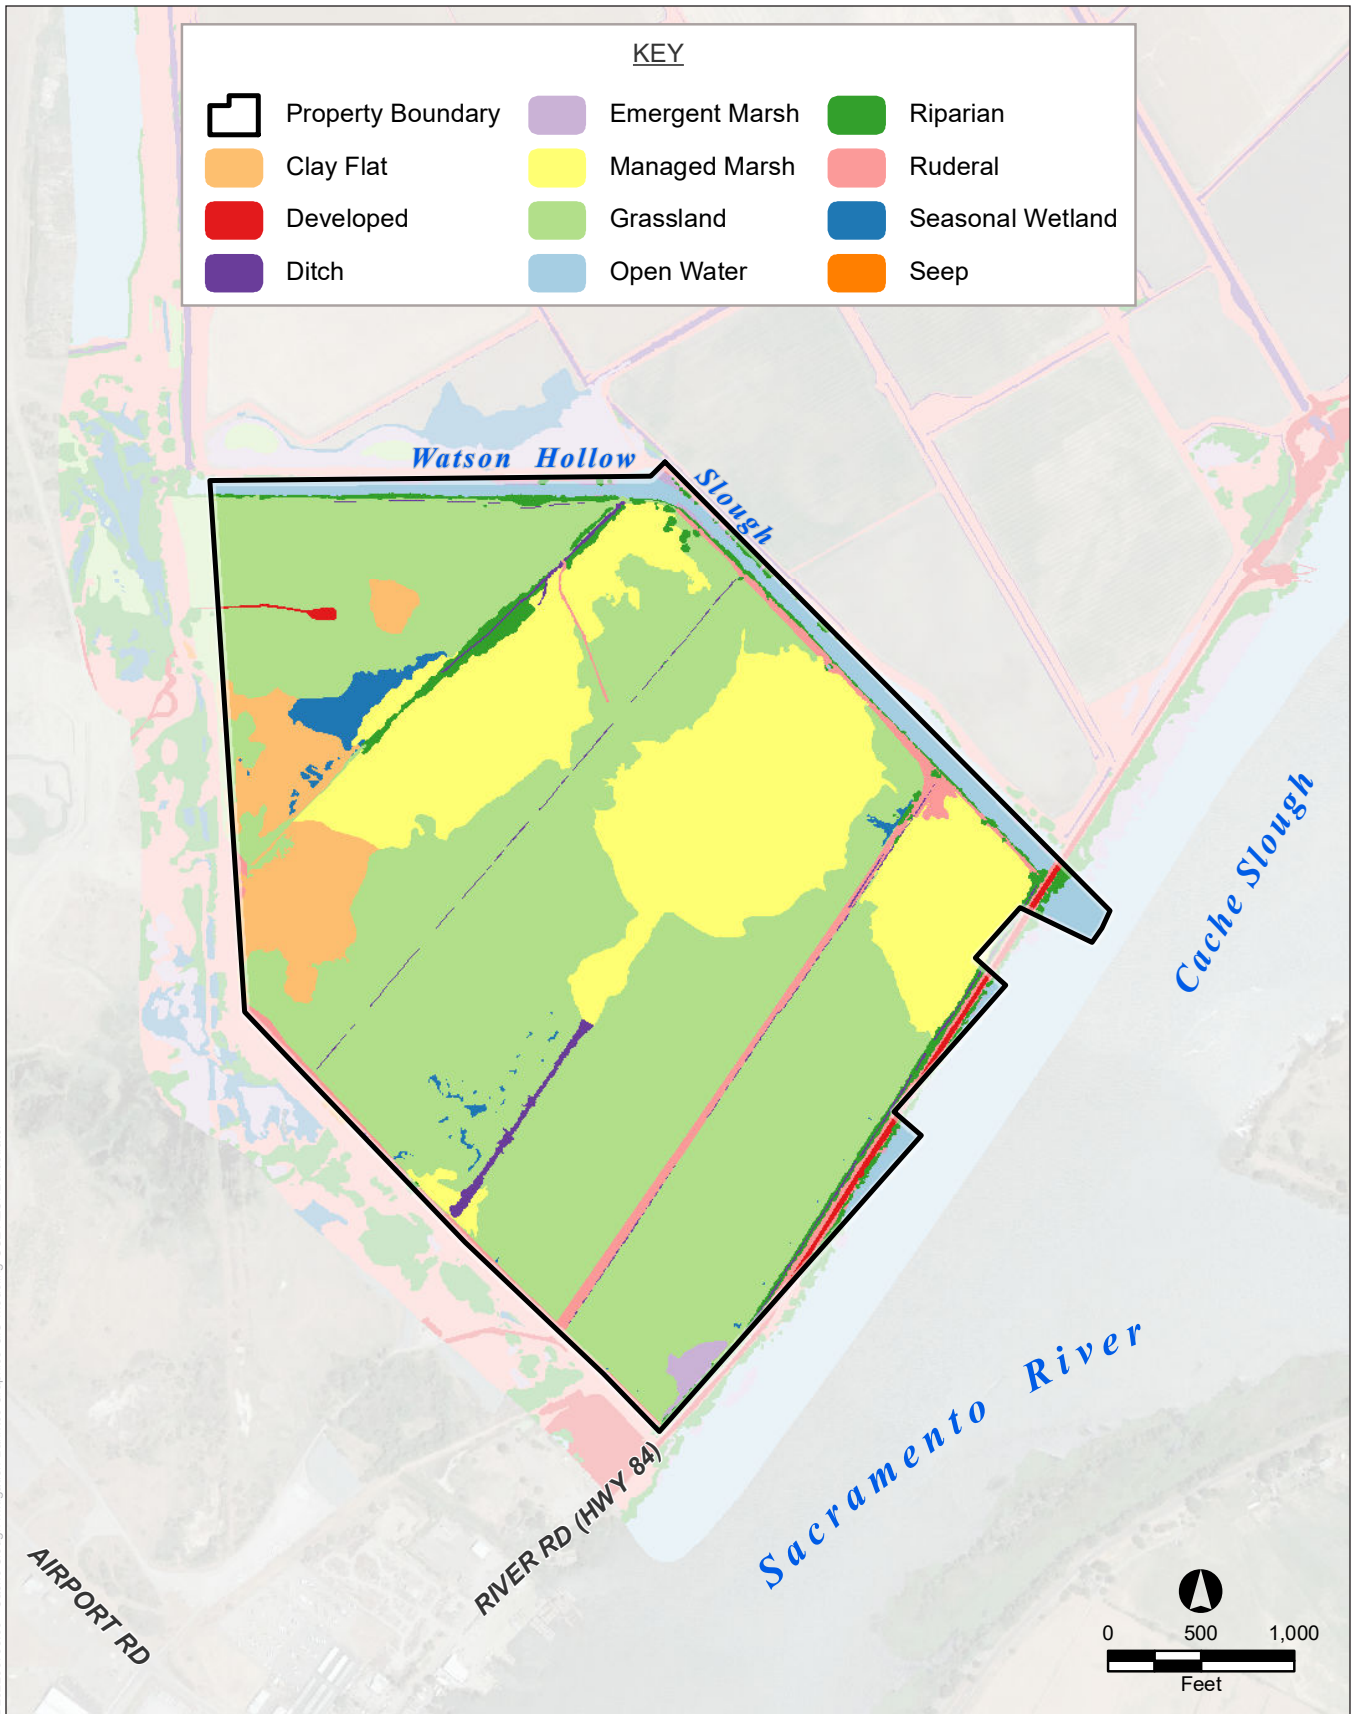 KEY
Property Boundary
Clay Flat
Developed
Ditch
Emergent Marsh
Managed Marsh
Grassland
Open Water
Riparian
Ruderal
Seasonal Wetland
Seep
Watson Hollow
Slough
Cache Slough
Sacramento River
RIVER RD (HWY 84)
AIRPORT RD
0 500 1,000
Feet